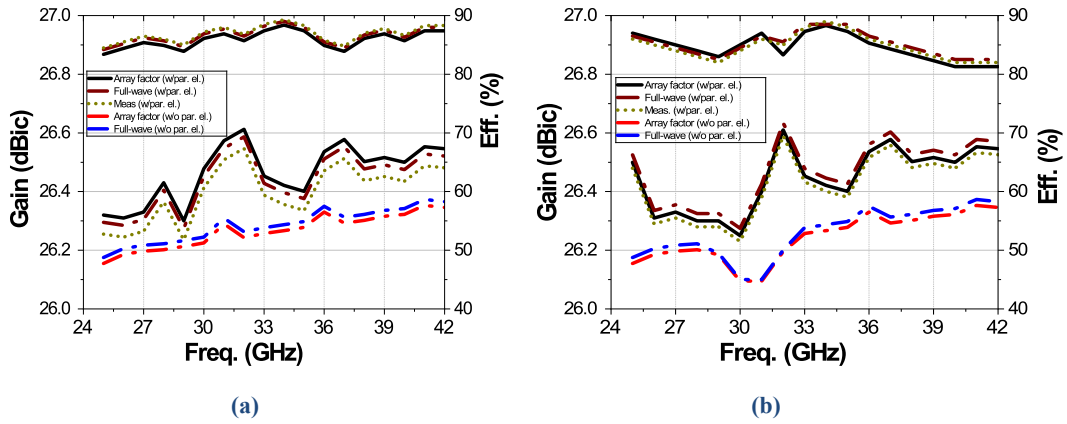 27.0
26.8
26.6
26.4
26.2
26.0
Gain (dBic)
90
80
70
60
50
40
Eff. (%)
Array factor (w/par. el.)
Full-wave (w/par. el.)
Meas (w/par. el.)
Array factor (w/o par. el.)
Full-wave (w/o par. el.)
24 27 30 33 36 39 42
Freq. (GHz)
(a)
27.0
26.8
26.6
26.4
26.2
26.0
Gain (dBic)
90
80
70
60
50
40
Eff. (%)
Array factor (w/par. el.)
Full-wave (w/par. el.)
Meas. (w/par. el.)
Array factor (w/o par. el.)
Full-wave (w/o par. el.)
24 27 30 33 36 39 42
Freq. (GHz)
(b)